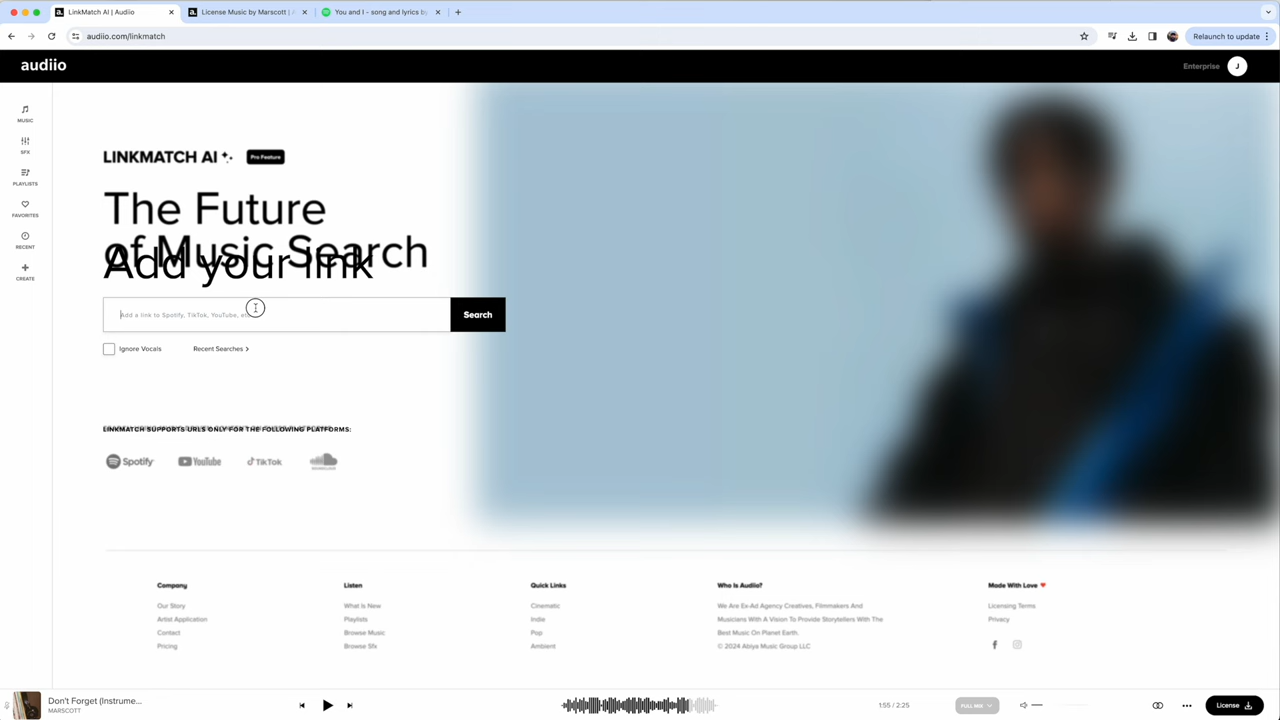 LinkMatch AI | Audiio
License Music by Marscott |
You and I - song and lyrics by
audiio.com/linkmatch
Relaunch to update
audiio
Enterprise
J
MUSIC
SFX
PLAYLISTS
FAVORITES
RECENT
CREATE
LINKMATCH AI
Pro Feature
The Future
of Music Search
Add your link
Add a link to Spotify, TikTok, YouTube, etc
Search
Ignore Vocals
Recent Searches >
LINKMATCH SUPPORTS URLS ONLY FOR THE FOLLOWING PLATFORMS:
Spotify
YouTube
TikTok
Company
Our Story
Artist Application
Contact
Pricing
Listen
What Is New
Playlists
Browse Music
Browse Sfx
Quick Links
Cinematic
Indie
Pop
Ambient
Who Is Audiio?
We Are Ex-Ad Agency Creatives, Filmmakers And
Musicians With A Vision To Provide Storytellers With The
Best Music On Planet Earth.
© 2024 Abiya Music Group LLC
Made With Love
Licensing Terms
Privacy
Don't Forget (Instrume...
MARSCOTT
1:55 / 2:25
FULL MIX
License